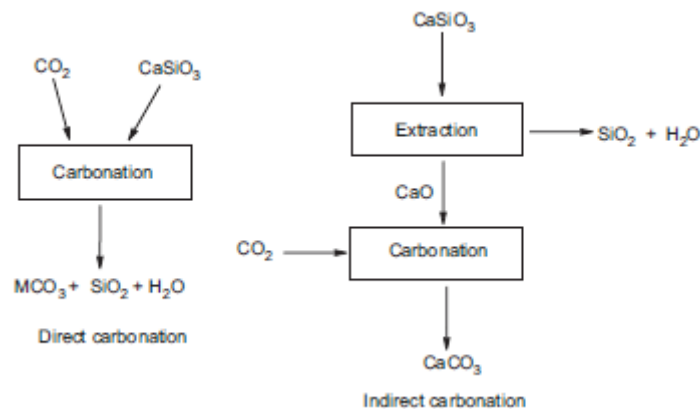 CO₂ CaSiO₃
Carbonation
MCO₃ + SiO₂ + H₂O
Direct carbonation
CaSiO₃
Extraction
SiO₂ + H₂O
CaO
CO₂
Carbonation
CaCO₃
Indirect carbonation